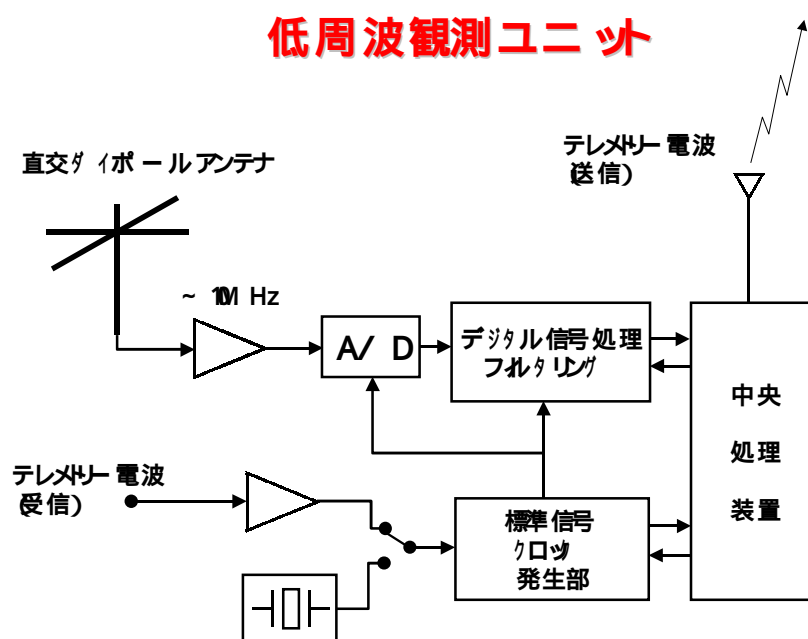 低周波観測ユニット
直交ダイポールアンテナ
テレメトリー電波
(送信)
~ 10M Hz
A/D
デジタル信号処理
フィルタリング
中央
処理
装置
テレメトリー電波
(受信)
標準信号
クロック
発生部